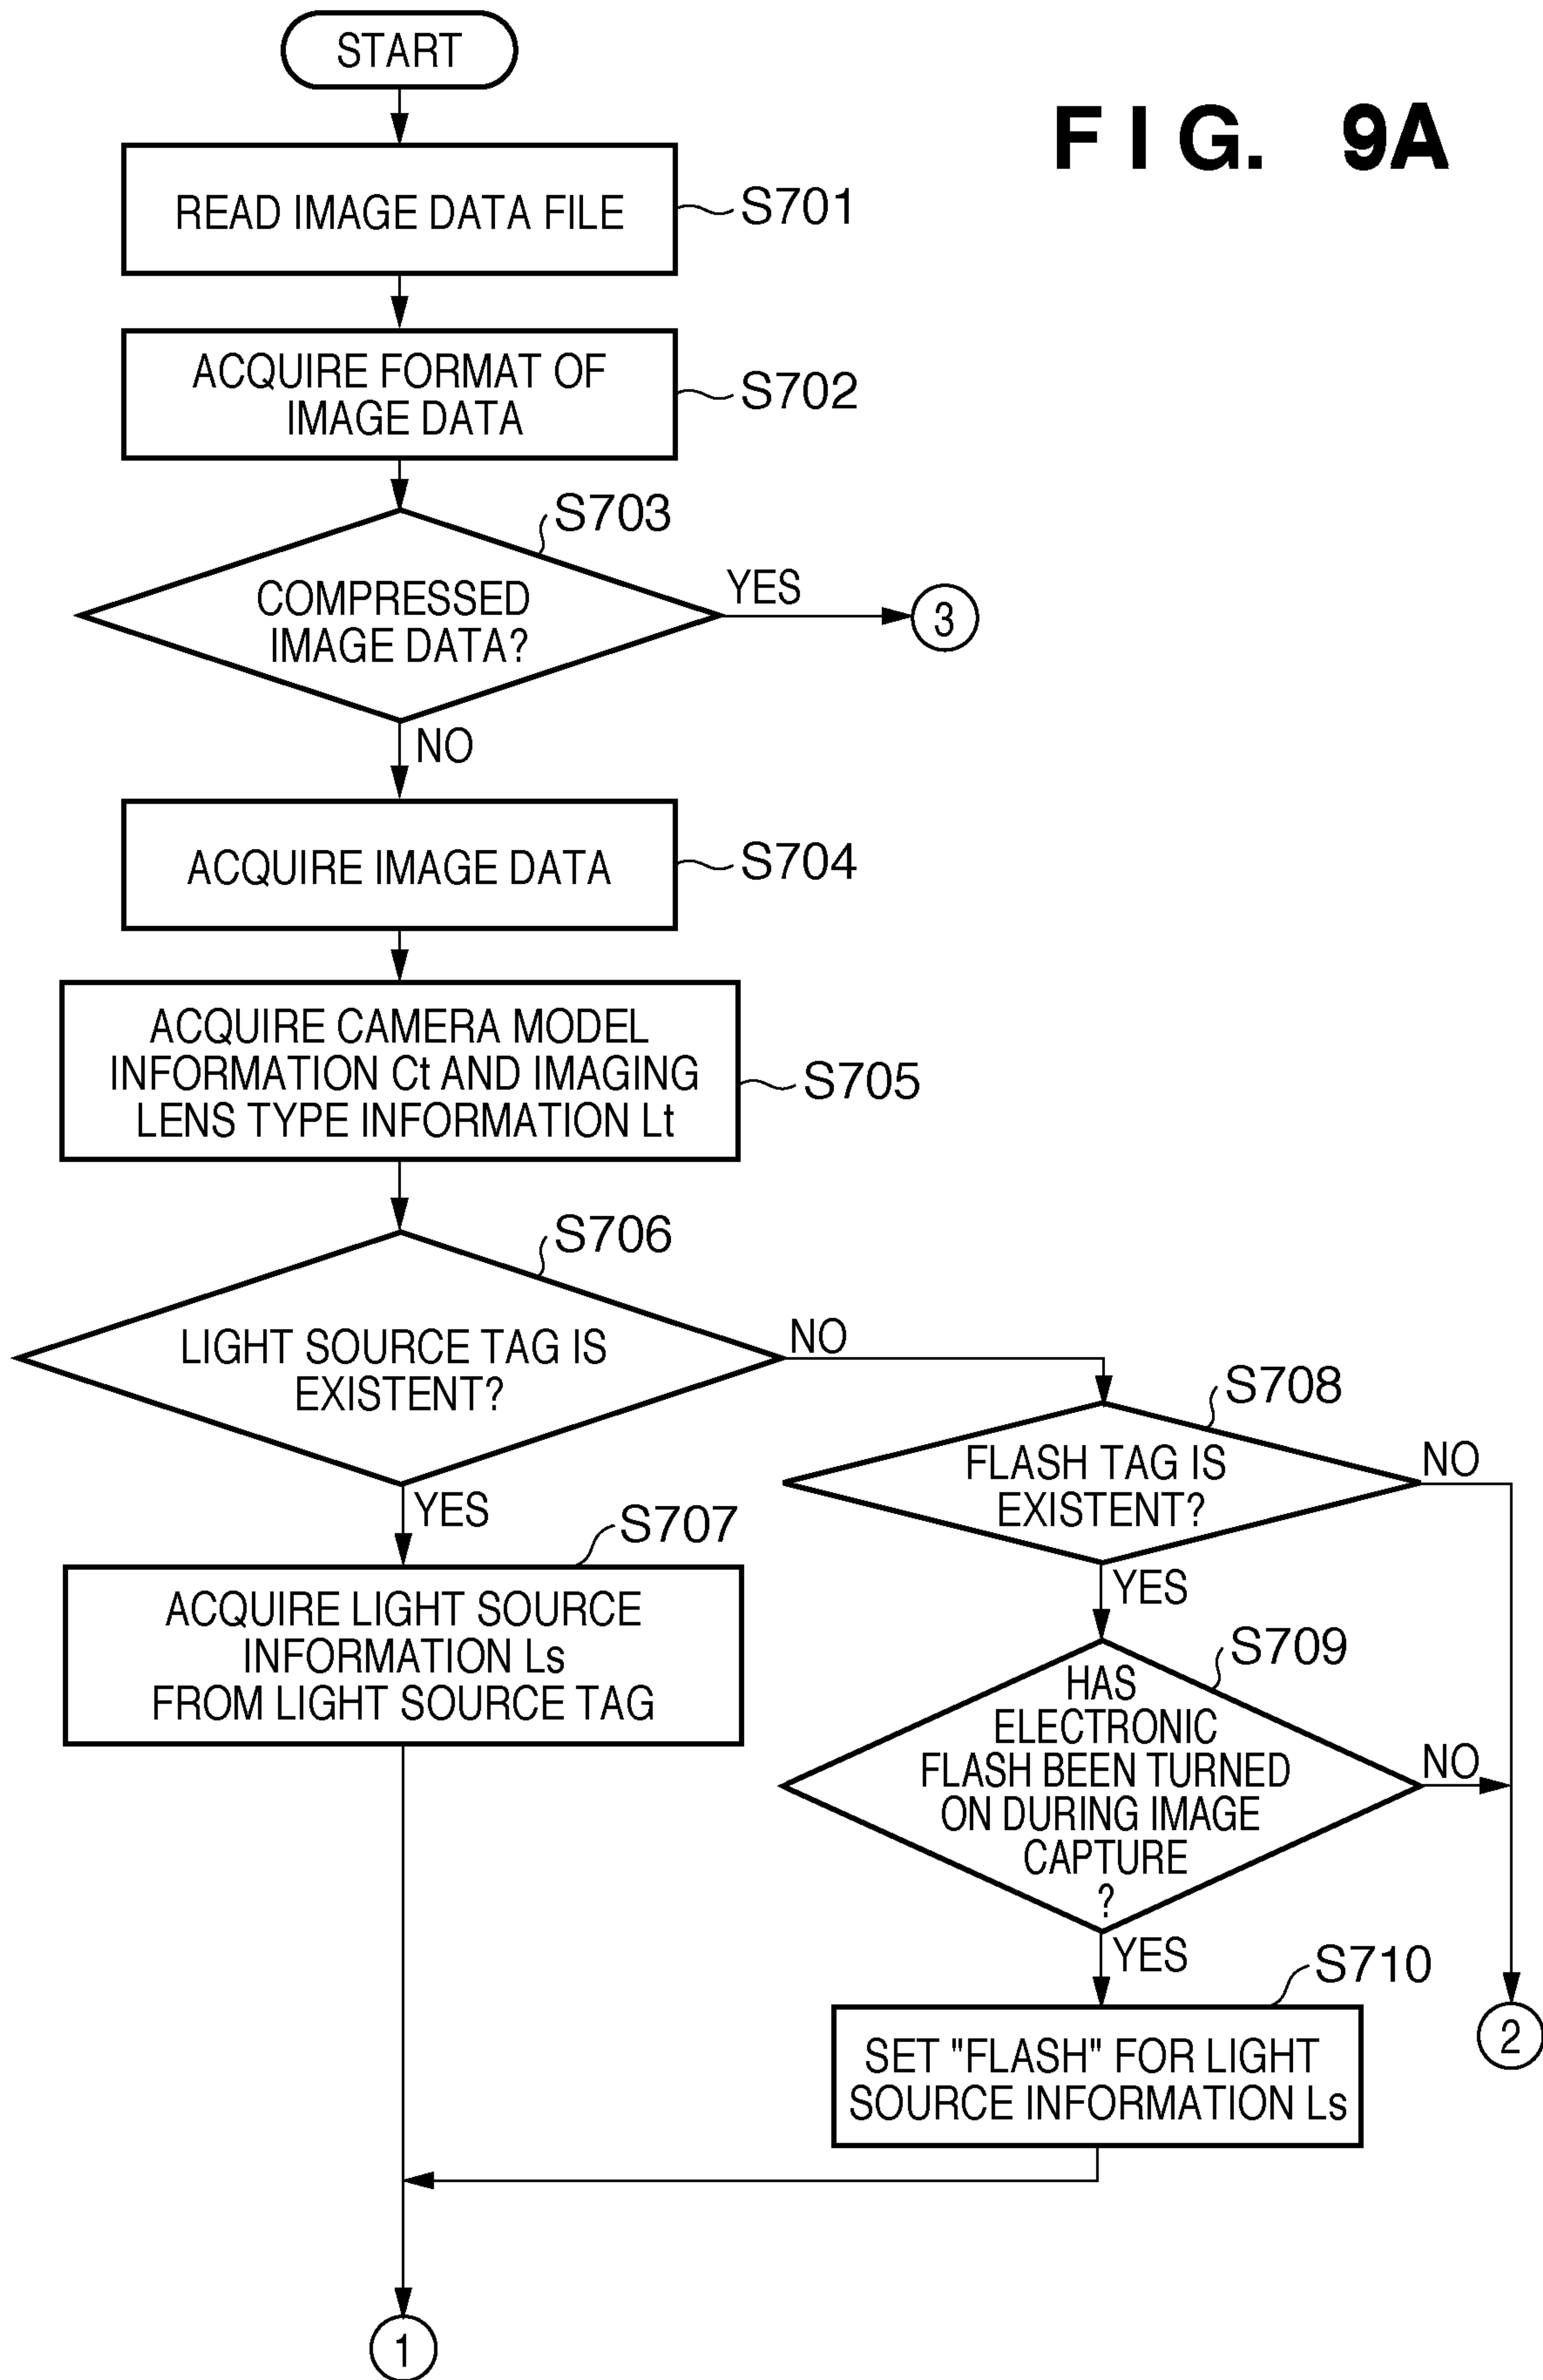 START
FIG. 9A
READ IMAGE DATA FILE
S701
ACQUIRE FORMAT OF
IMAGE DATA
S702
S703
COMPRESSED
IMAGE DATA?
YES
3
NO
ACQUIRE IMAGE DATA
S704
ACQUIRE CAMERA MODEL
INFORMATION Ct AND IMAGING
LENS TYPE INFORMATION Lt
S705
S706
LIGHT SOURCE TAG IS
EXISTENT?
NO
YES
S707
ACQUIRE LIGHT SOURCE
INFORMATION Ls
FROM LIGHT SOURCE TAG
S708
FLASH TAG IS
EXISTENT?
NO
YES
S709
HAS
ELECTRONIC
FLASH BEEN TURNED
ON DURING IMAGE
CAPTURE
?
NO
YES
S710
SET "FLASH" FOR LIGHT
SOURCE INFORMATION Ls
2
1